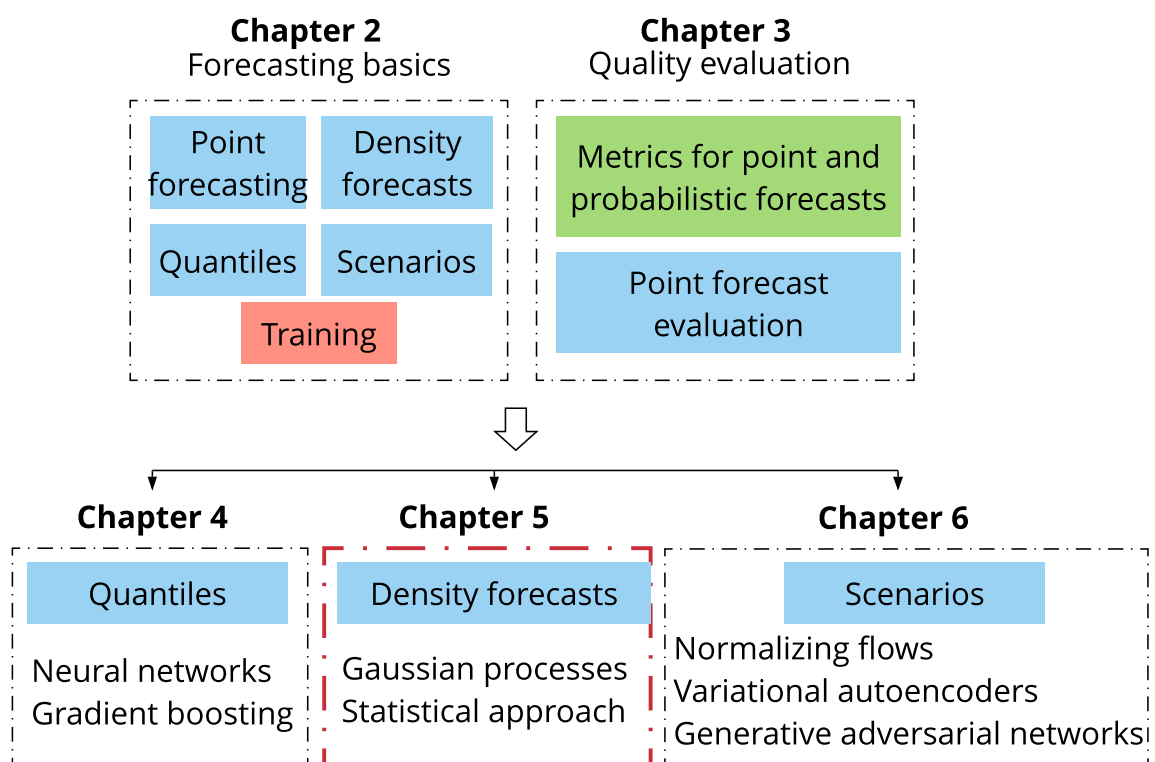 Chapter 2
Forecasting basics
Point
forecasting
Density
forecasts
Quantiles
Scenarios
Training
Chapter 3
Quality evaluation
Metrics for point and
probabilistic forecasts
Point forecast
evaluation
Chapter 4
Quantiles
Neural networks
Gradient boosting
Chapter 5
Density forecasts
Gaussian processes
Statistical approach
Chapter 6
Scenarios
Normalizing flows
Variational autoencoders
Generative adversarial networks